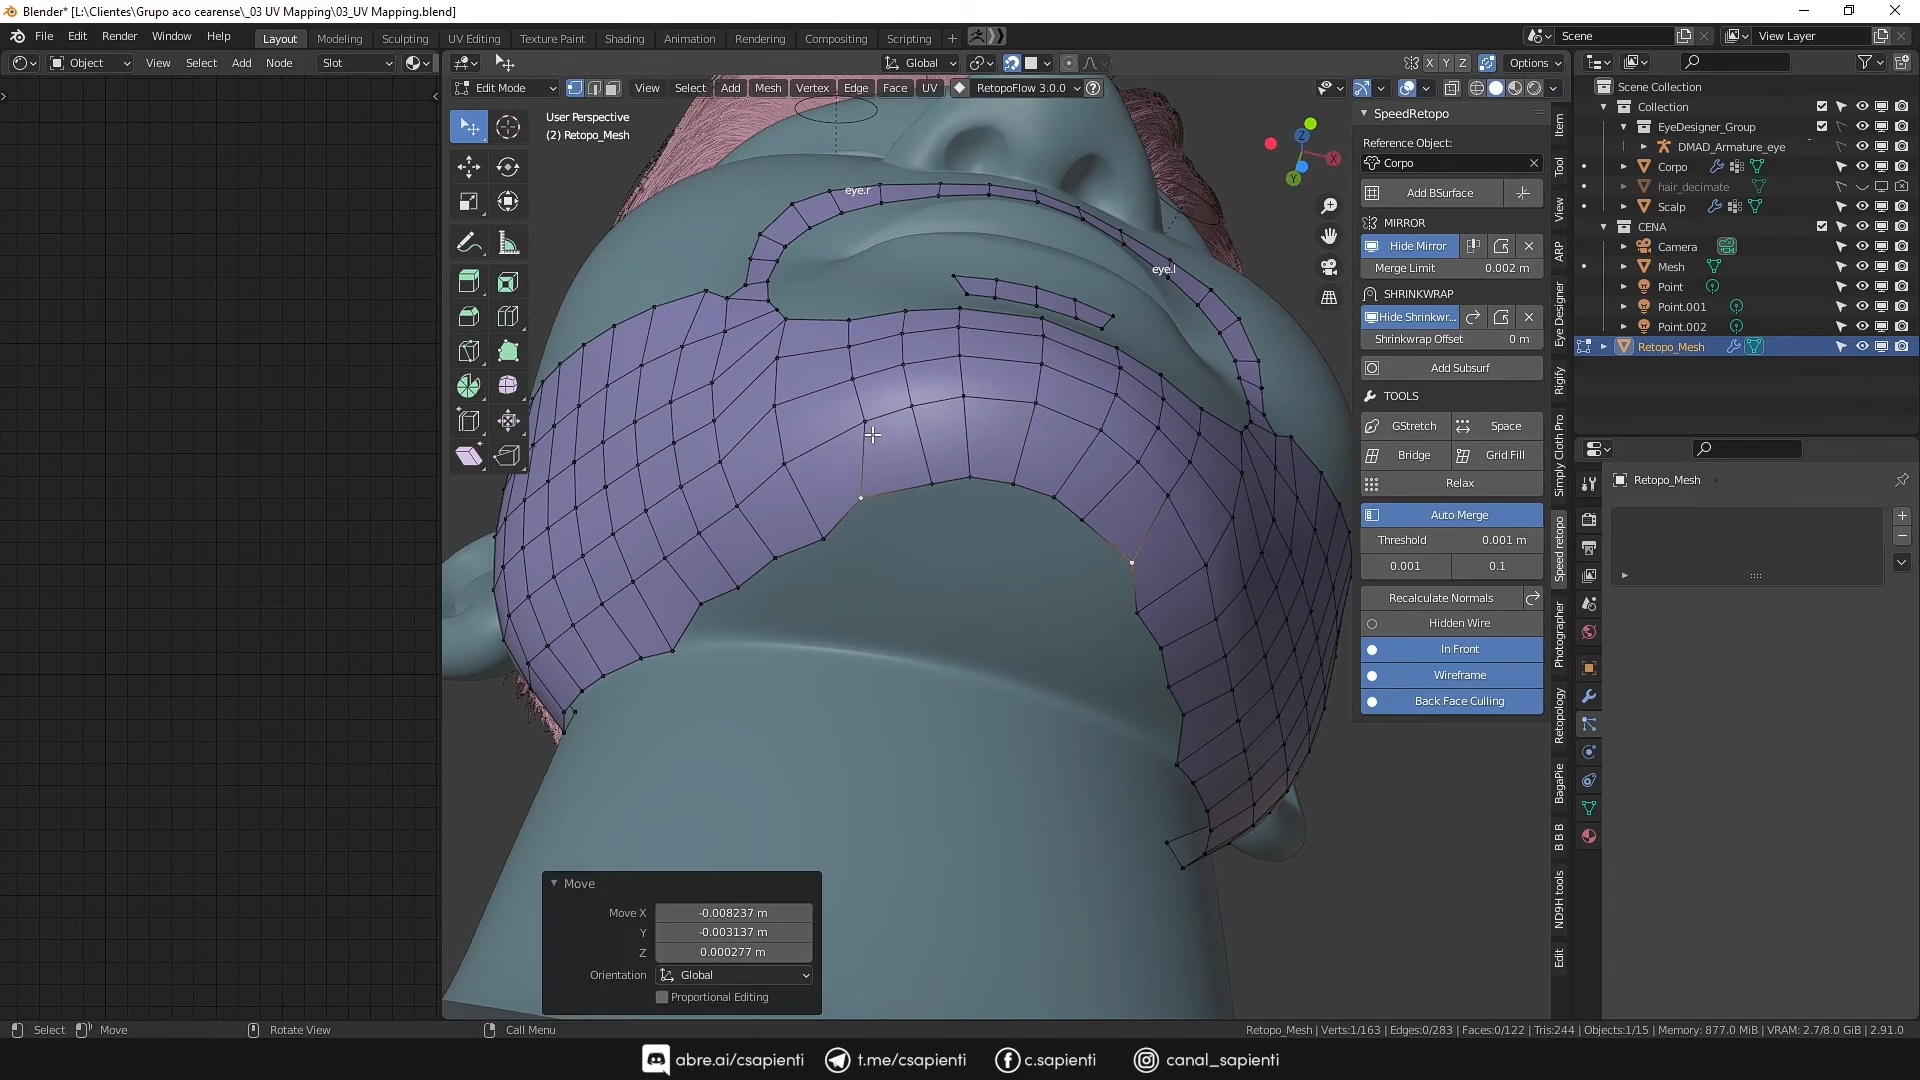 Blender* [L:\Clientes\Grupo aco cearense\_03 UV Mapping\03_UV Mapping.blend]
File Edit Render Window Help Layout Modeling Sculpting UV Editing Texture Paint Shading Animation Rendering Compositing Scripting + Scene View Layer
Object View Select Add Node Slot Global X Y Z Options
Edit Mode View Select Add Mesh Vertex Edge Face UV RetopoFlow 3.0.0
User Perspective
(2) Retopo_Mesh
eye.r
eye.l
Z
X
Y
SpeedRetopo
Reference Object:
Corpo
Add BSurface
MIRROR
Hide Mirror
Merge Limit 0.002 m
SHRINKWRAP
Hide Shrinkwr...
Shrinkwrap Offset 0 m
Add Subsurf
TOOLS
GStretch Space
Bridge Grid Fill
Relax
Auto Merge
Threshold 0.001 m
0.001 0.1
Recalculate Normals
Hidden Wire
In Front
Wireframe
Back Face Culling
Item
Tool
View
ARP
Eye Designer
Rigify
Simply Cloth Pro
Speed retopo
Photographer
Retopology
BagaPie
B B B
ND9H tools
Edit
Scene Collection
Collection
EyeDesigner_Group
DMAD_Armature_eye
Corpo
hair_decimate
Scalp
CENA
Camera
Mesh
Point
Point.001
Point.002
Retopo_Mesh
Retopo_Mesh
Move
Move X -0.008237 m
Y -0.003137 m
Z 0.000277 m
Orientation Global
Proportional Editing
Select Move Rotate View Call Menu Retopo_Mesh | Verts:1/163 | Edges:0/283 | Faces:0/122 | Tris:244 | Objects:1/15 | Memory: 877.0 MiB | VRAM: 2.7/8.0 GiB | 2.91.0
abre.ai/csapienti t.me/csapienti c.sapienti canal_sapienti